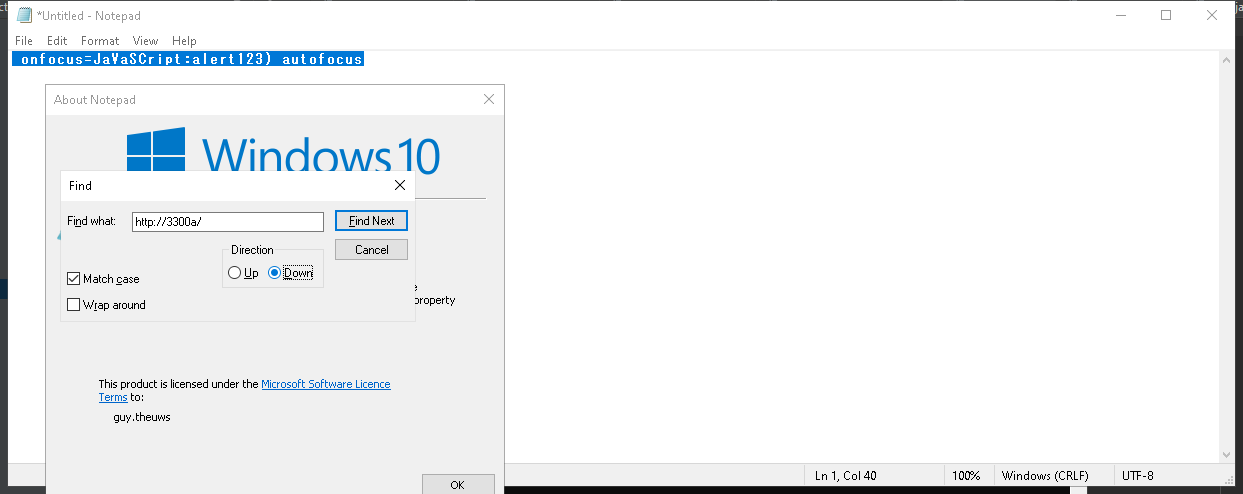 *Untitled - Notepad
File Edit Format View Help
onfocus=JaVaSCript:alert123) autofocus
About Notepad
Windows 10
Find
Find what: http://3300a/ Find Next
Cancel
Direction
Up Down
Match case
Wrap around
property
This product is licensed under the Microsoft Software Licence
Terms to:
guy.theuws
OK
Ln 1, Col 40 100% Windows (CRLF) UTF-8